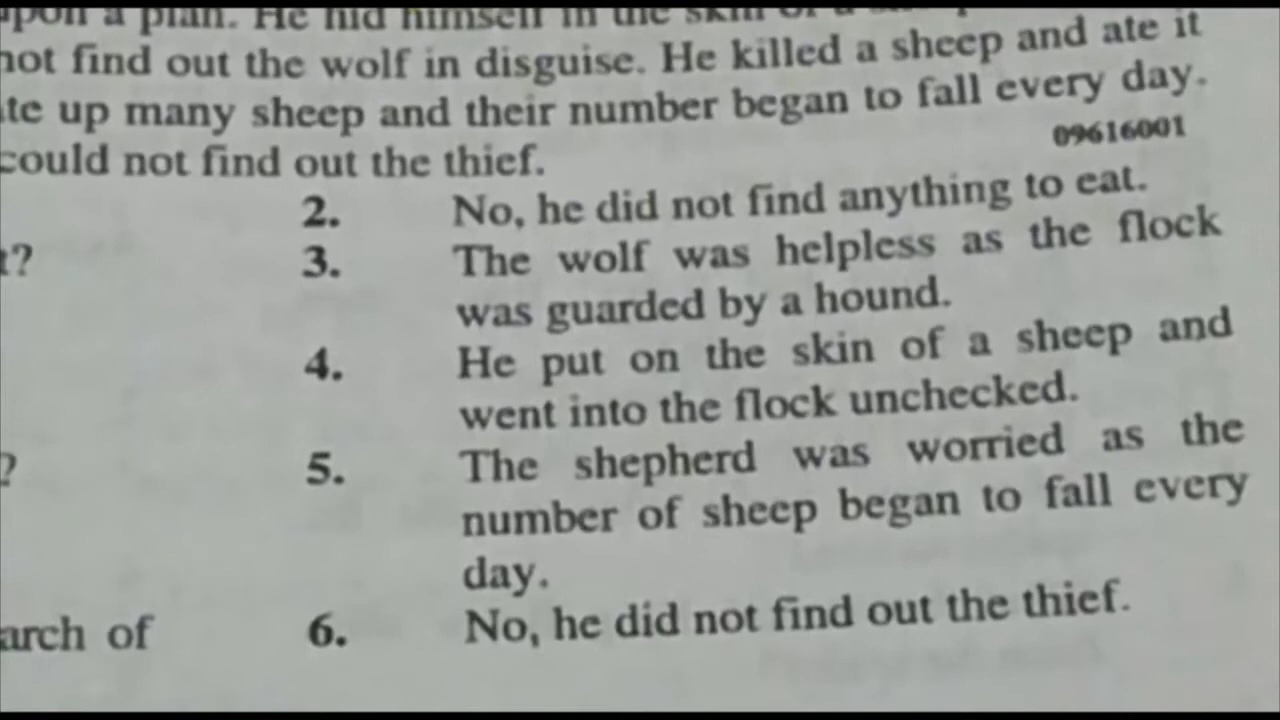 upon a plan. He hid himself in the skin of a
not find out the wolf in disguise. He killed a sheep and ate it
ate up many sheep and their number began to fall every day.
could not find out the thief.
09616001
2. No, he did not find anything to eat.
t? 3. The wolf was helpless as the flock
was guarded by a hound.
4. He put on the skin of a sheep and
went into the flock unchecked.
? 5. The shepherd was worried as the
number of sheep began to fall every
day.
arch of 6. No, he did not find out the thief.